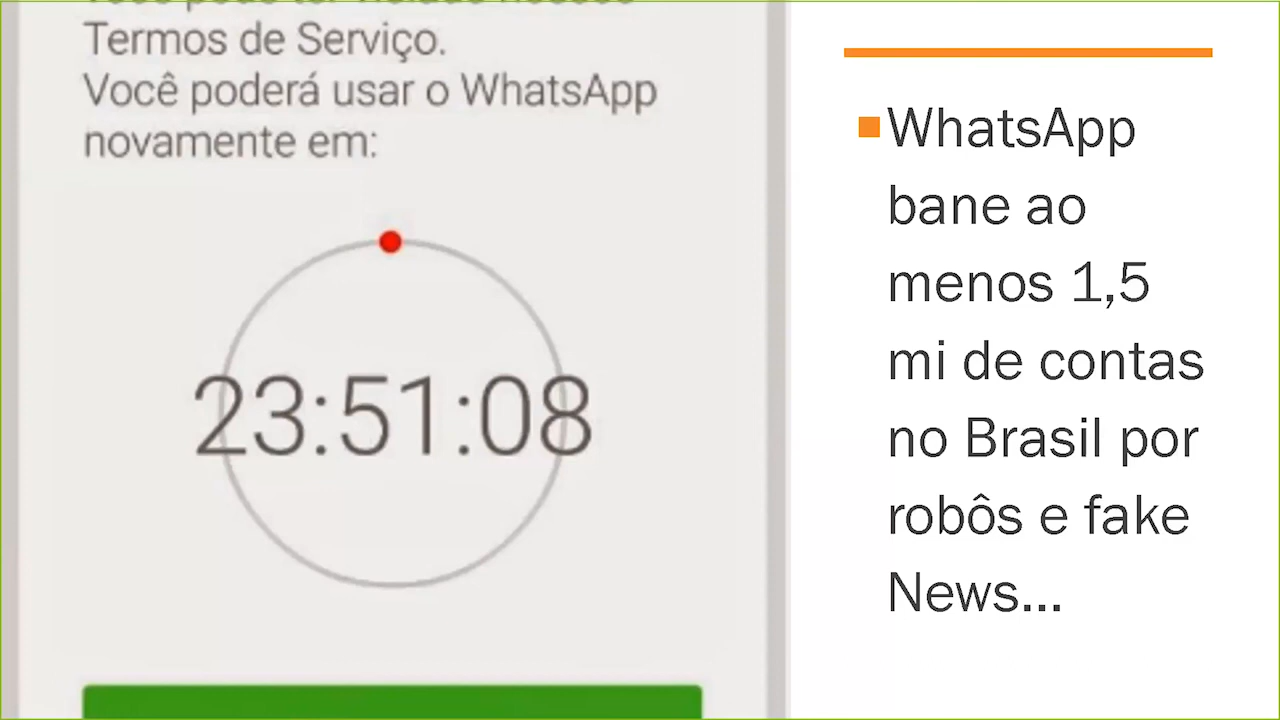 Termos de Serviço.
Você poderá usar o WhatsApp
novamente em:
23:51:08
WhatsApp
bane ao
menos 1,5
mi de contas
no Brasil por
robôs e fake
News...